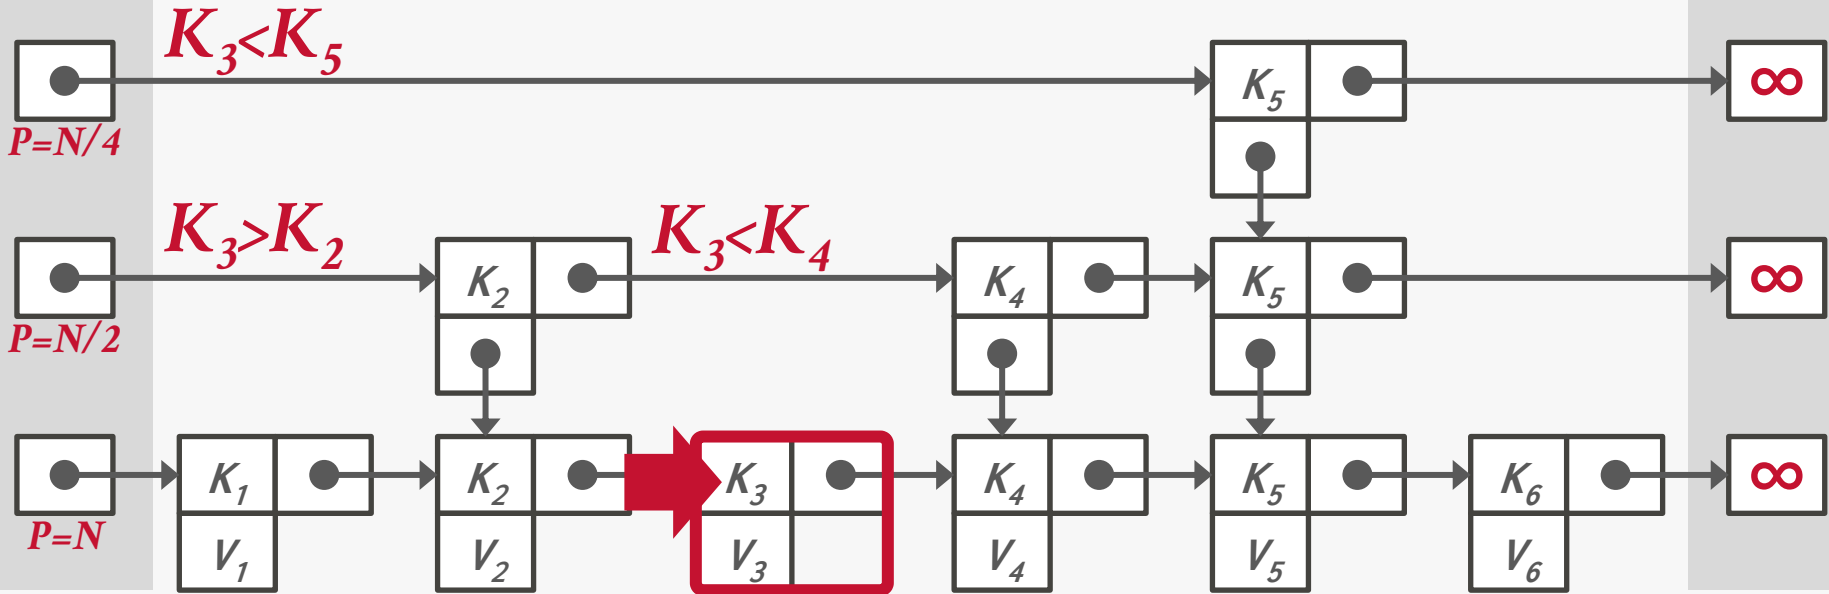 K₃<K₅
K₅
∞
P=N/4
K₃>K₂
K₃<K₄
K₂
K₄
K₅
∞
P=N/2
K₁
K₂
K₃
K₄
K₅
K₆
∞
P=N
V₁
V₂
V₃
V₄
V₅
V₆